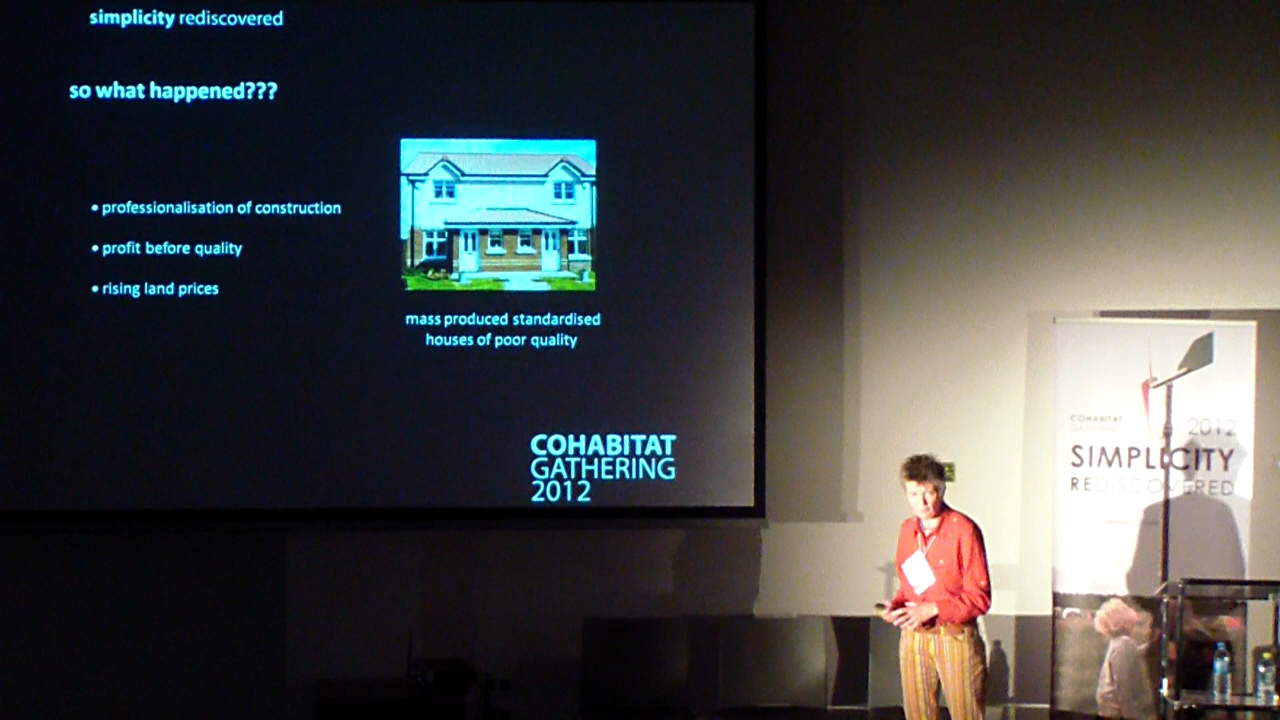 simplicity rediscovered
so what happened???
• professionalisation of construction
• profit before quality
• rising land prices
mass produced standardised
houses of poor quality
COHABITAT
GATHERING
2012
COHABITAT
GATHERING
2012
SIMPLICITY
REDISCOVERED